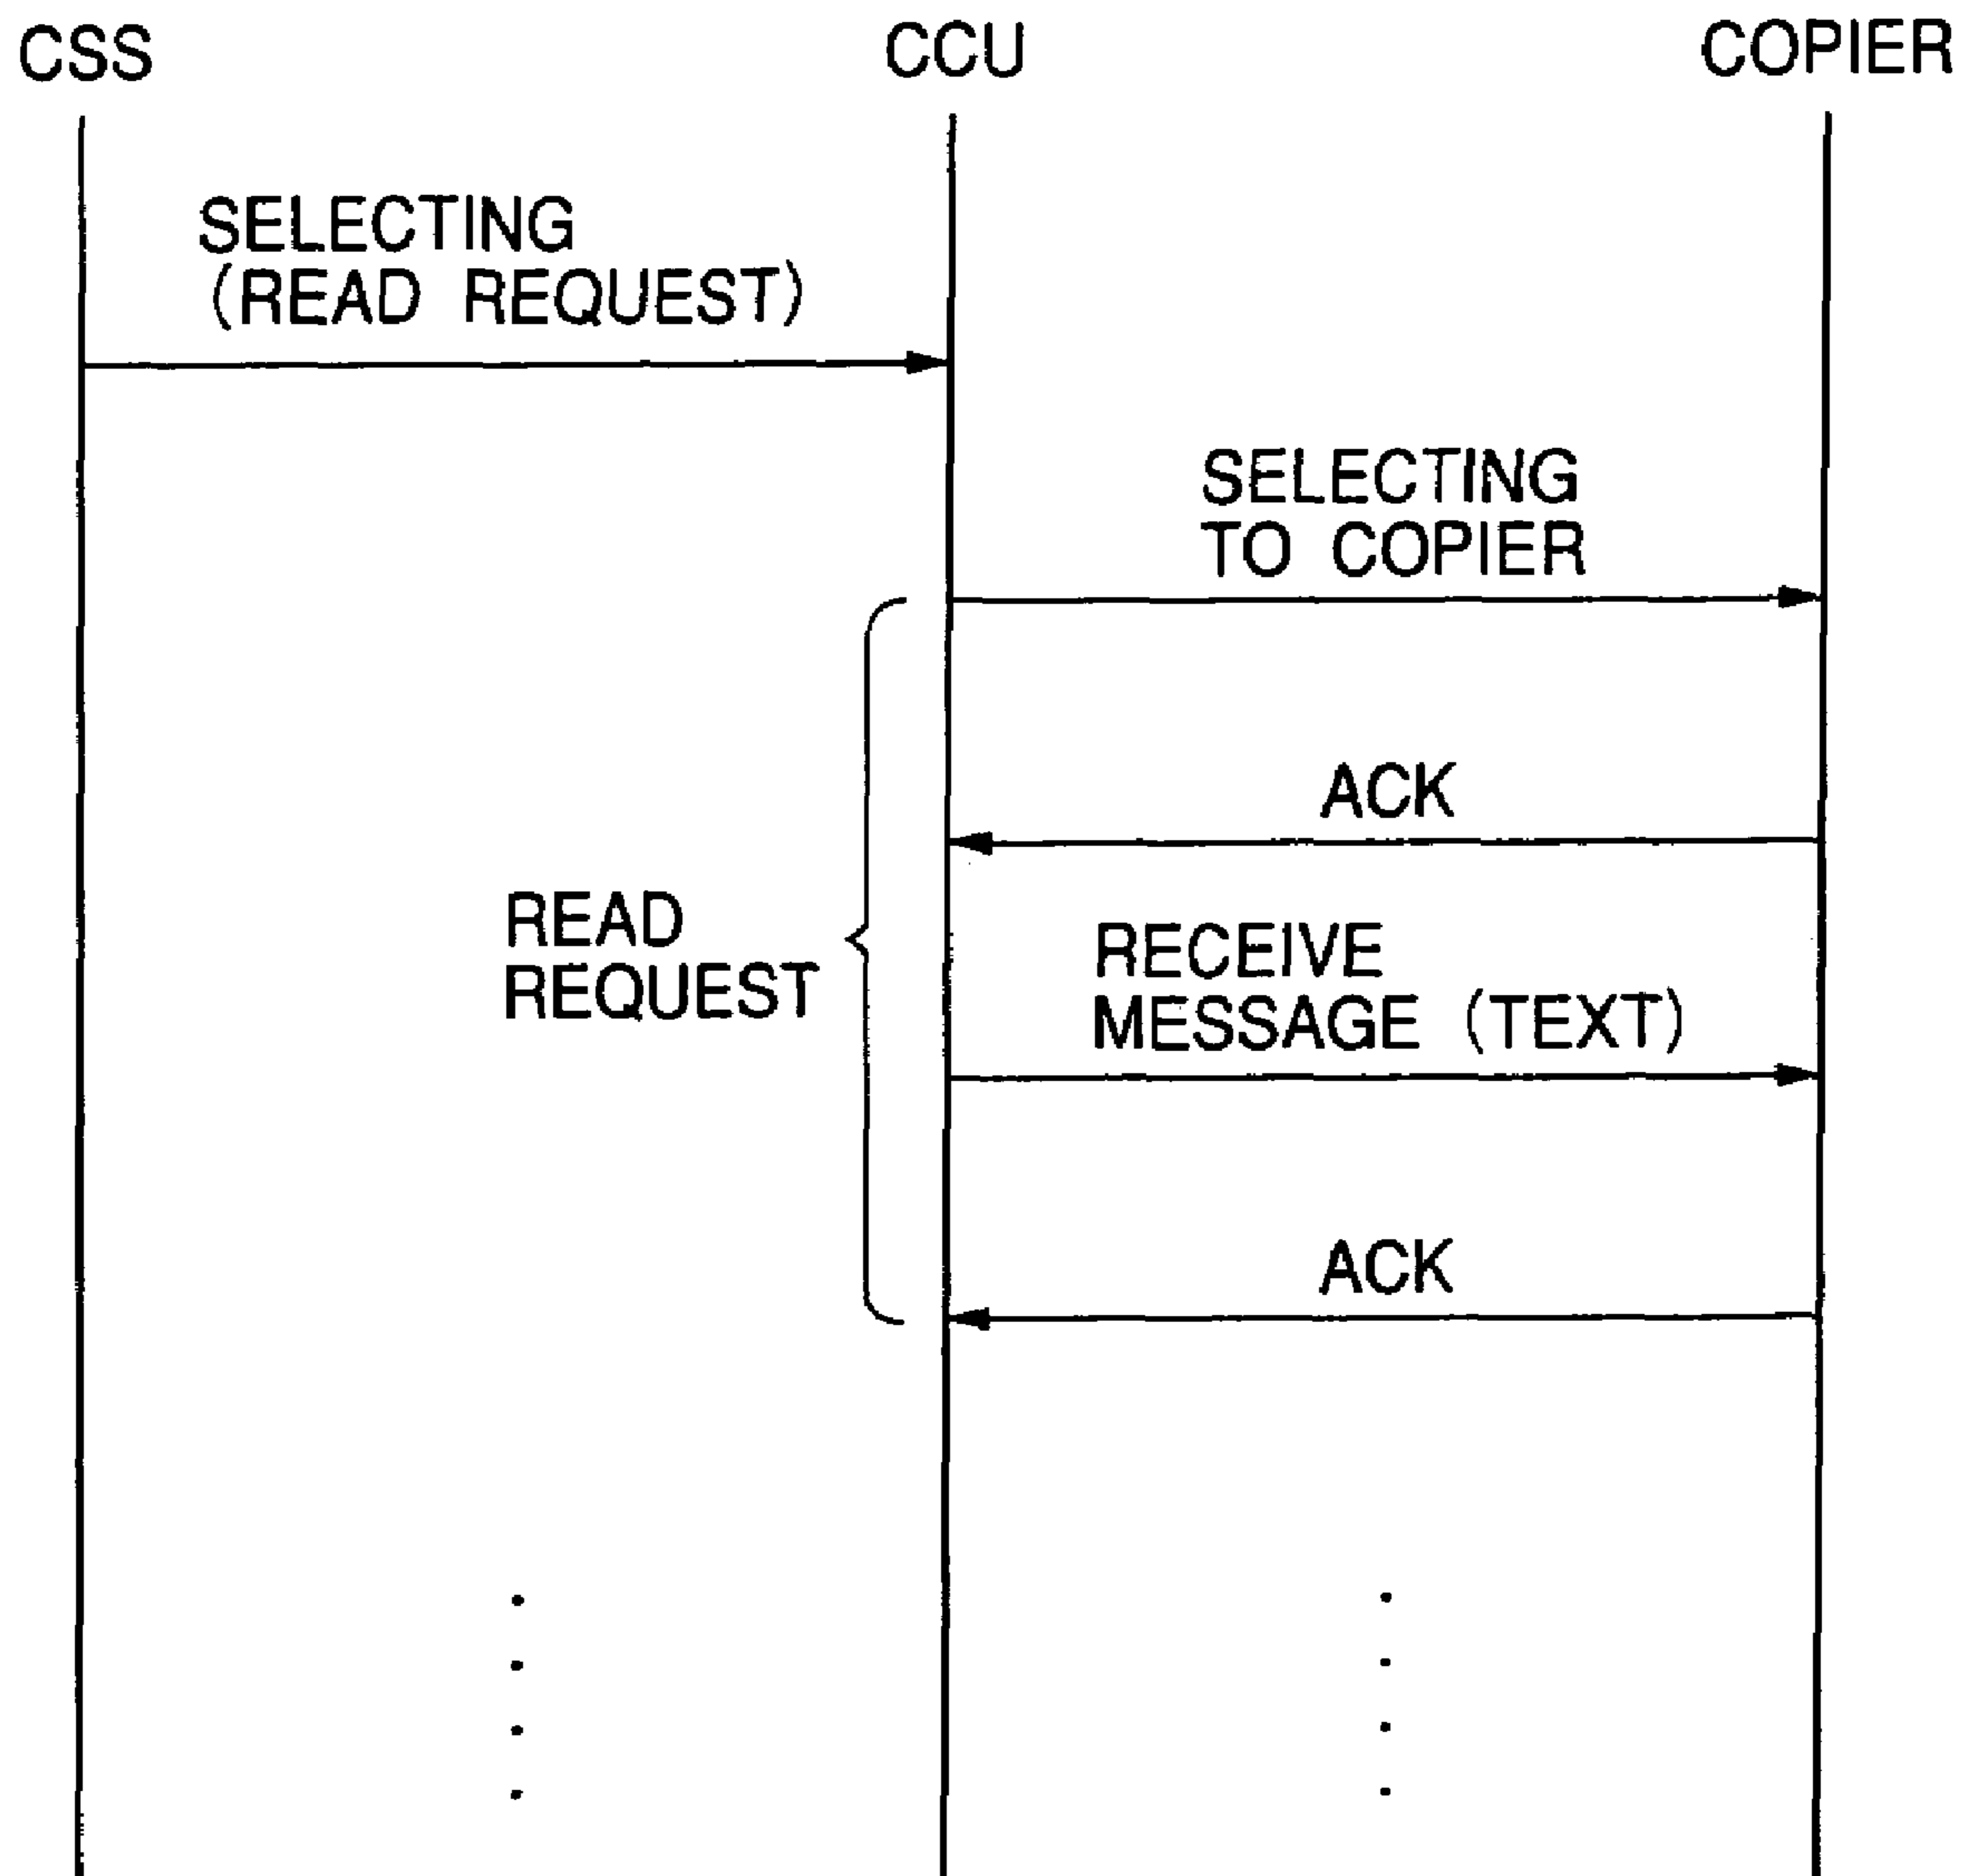 CSS
CCU
COPIER
SELECTING
(READ REQUEST)
SELECTING
TO COPIER
ACK
READ
REQUEST
RECEIVE
MESSAGE (TEXT)
ACK